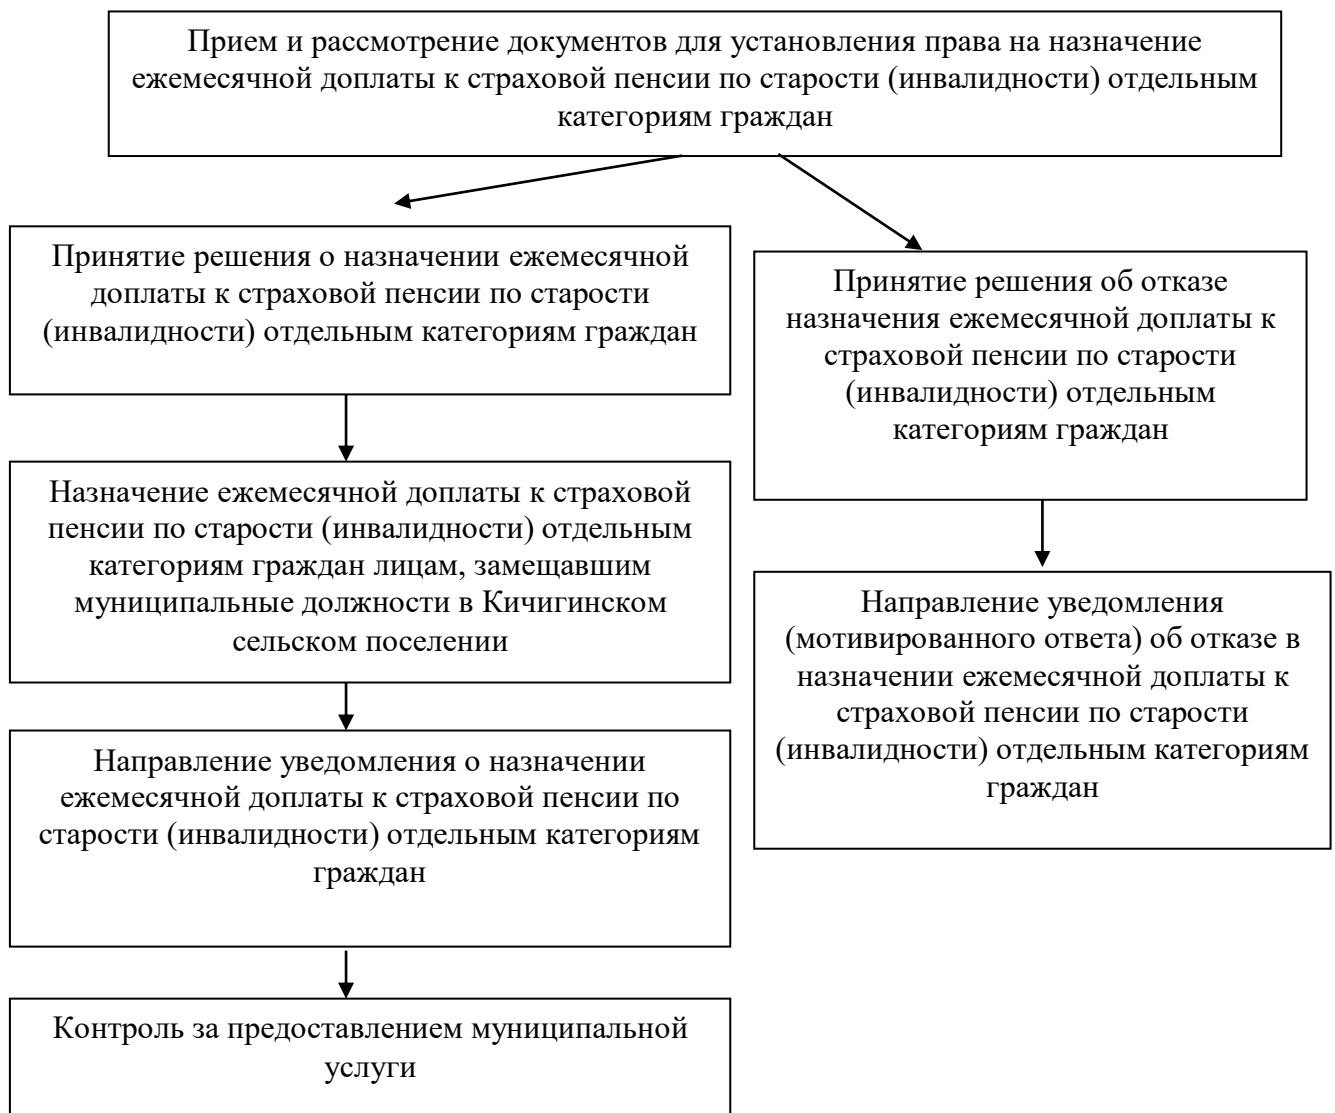 Прием и рассмотрение документов для установления права на назначение
ежемесячной доплаты к страховой пенсии по старости (инвалидности) отдельным
категориям граждан
Принятие решения о назначении ежемесячной
доплаты к страховой пенсии по старости
(инвалидности) отдельным категориям граждан
Принятие решения об отказе
назначения ежемесячной доплаты к
страховой пенсии по старости
(инвалидности) отдельным
категориям граждан
Назначение ежемесячной доплаты к страховой
пенсии по старости (инвалидности) отдельным
категориям граждан лицам, замещавшим
муниципальные должности в Кичигинском
сельском поселении
Направление уведомления
(мотивированного ответа) об отказе в
назначении ежемесячной доплаты к
страховой пенсии по старости
(инвалидности) отдельным категориям
граждан
Направление уведомления о назначении
ежемесячной доплаты к страховой пенсии по
старости (инвалидности) отдельным категориям
граждан
Контроль за предоставлением муниципальной
услуги